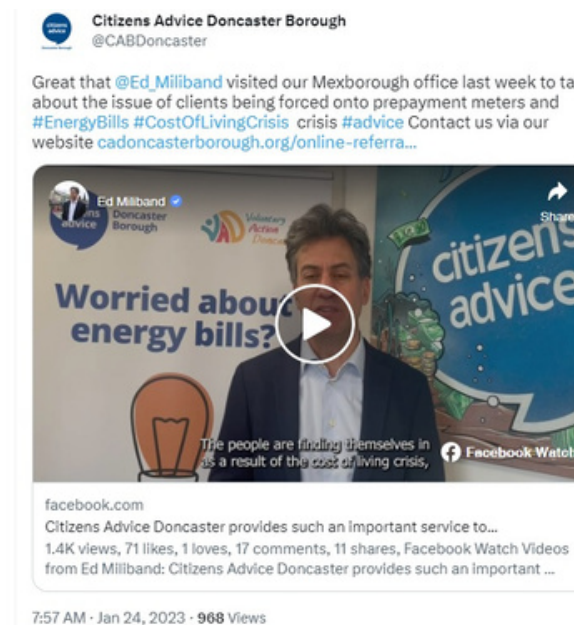 citizens
advice
Citizens Advice Doncaster Borough
@CABDoncaster
Great that @Ed_Miliband visited our Mexborough office last week to ta
about the issue of clients being forced onto prepayment meters and
#EnergyBills #CostOfLivingCrisis crisis #advice Contact us via our
website cadoncasterborough.org/online-referra...
Ed Miliband
Share
advice
Doncaster
Borough
Voluntary
Action
Worried about
energy bills?
citizens
advice
The people are finding themselves in
as a result of the cost of living crisis,
Facebook Watch
facebook.com
Citizens Advice Doncaster provides such an important service to...
1.4K views, 71 likes, 1 loves, 17 comments, 11 shares, Facebook Watch Videos
from Ed Miliband: Citizens Advice Doncaster provides such an important ...
7:57 AM · Jan 24, 2023 · 968 Views